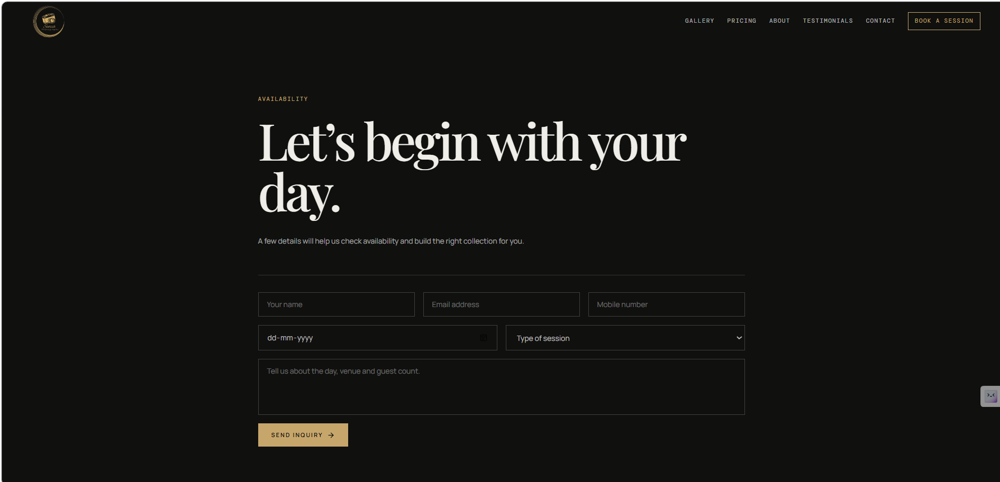 Satish
Photography
GALLERY PRICING ABOUT TESTIMONIALS CONTACT BOOK A SESSION
AVAILABILITY
Let’s begin with your
day.
A few details will help us check availability and build the right collection for you.
Your name Email address Mobile number
dd-mm-yyyy Type of session
Tell us about the day, venue and guest count.
SEND INQUIRY →